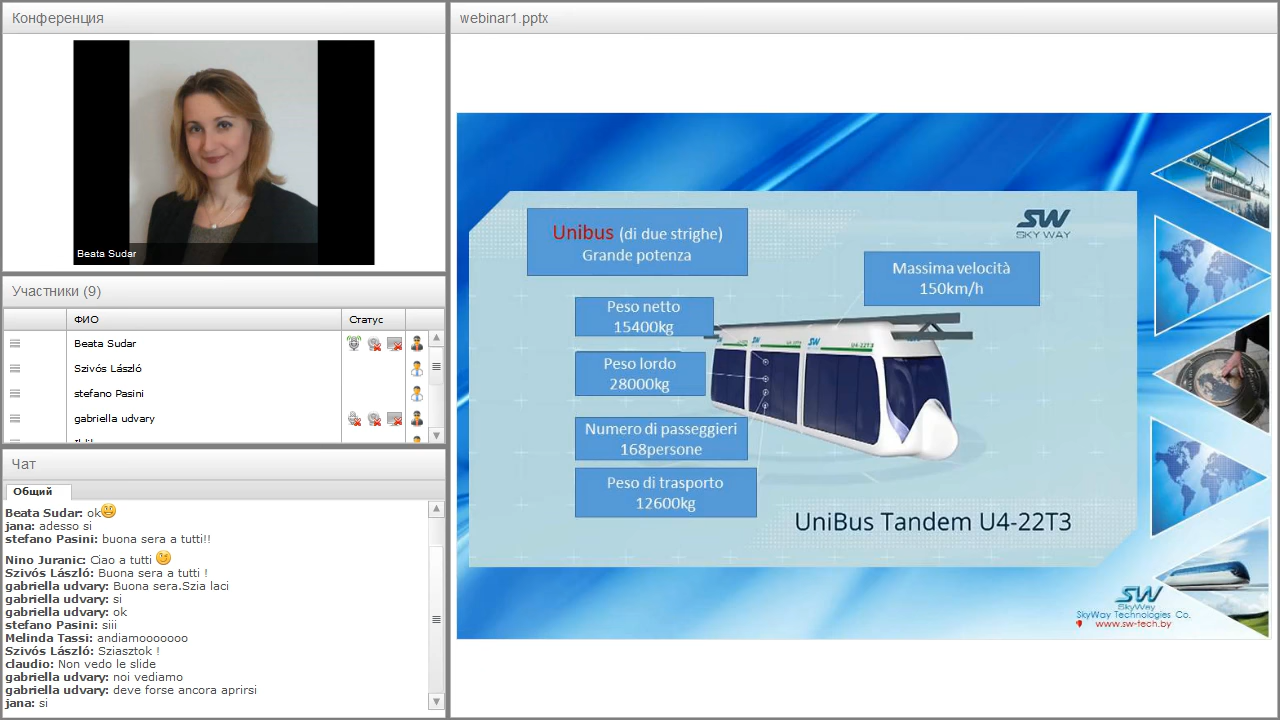 Конференция
Beata Sudar
Участники (9)
ФИО
Статус
Beata Sudar
Szivós László
stefano Pasini
gabriella udvary
Чат
Общий
Beata Sudar: ok
jana: adesso si
stefano Pasini: buona sera a tutti!!
Nino Juranic: Ciao a tutti
Szivós László: Buona sera a tutti !
gabriella udvary: Buona sera.Szia laci
gabriella udvary: si
gabriella udvary: ok
stefano Pasini: siii
Melinda Tassi: andiamooooooo
Szivós László: Sziasztok !
claudio: Non vedo le slide
gabriella udvary: noi vediamo
gabriella udvary: deve forse ancora aprirsi
jana: si
webinar1.pptx
Unibus (di due strighe)
Grande potenza
SW
SKY WAY
Massima velocità
150km/h
Peso netto
15400kg
Peso lordo
28000kg
Numero di passeggieri
168persone
Peso di trasporto
12600kg
U4-22T3
UniBus Tandem U4-22T3
SW
SkyWay
SkyWay Technologies Co.
www.sw-tech.by